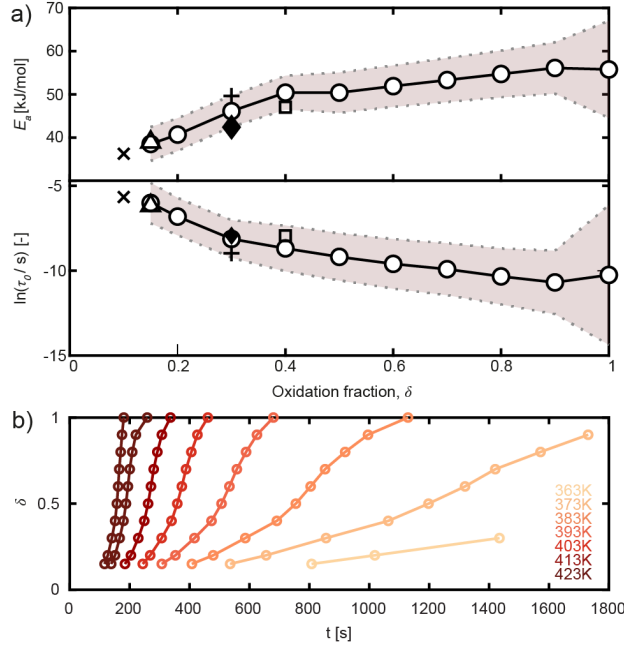 a)
70
60
50
40
E_a [kJ/mol]
-5
-10
-15
ln(τ_0 / s) [-]
0 0.2 0.4 0.6 0.8 1
Oxidation fraction, δ
b)
1
0.5
0
δ
363K
373K
383K
393K
403K
413K
423K
0 200 400 600 800 1000 1200 1400 1600 1800
t [s]